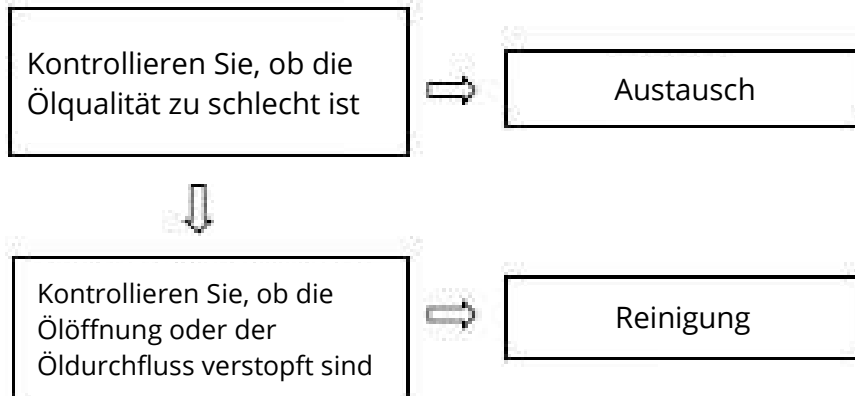 Kontrollieren Sie, ob die
Ölqualität zu schlecht ist
Austausch
Kontrollieren Sie, ob die
Ölöffnung oder der
Öldurchfluss verstopft sind
Reinigung